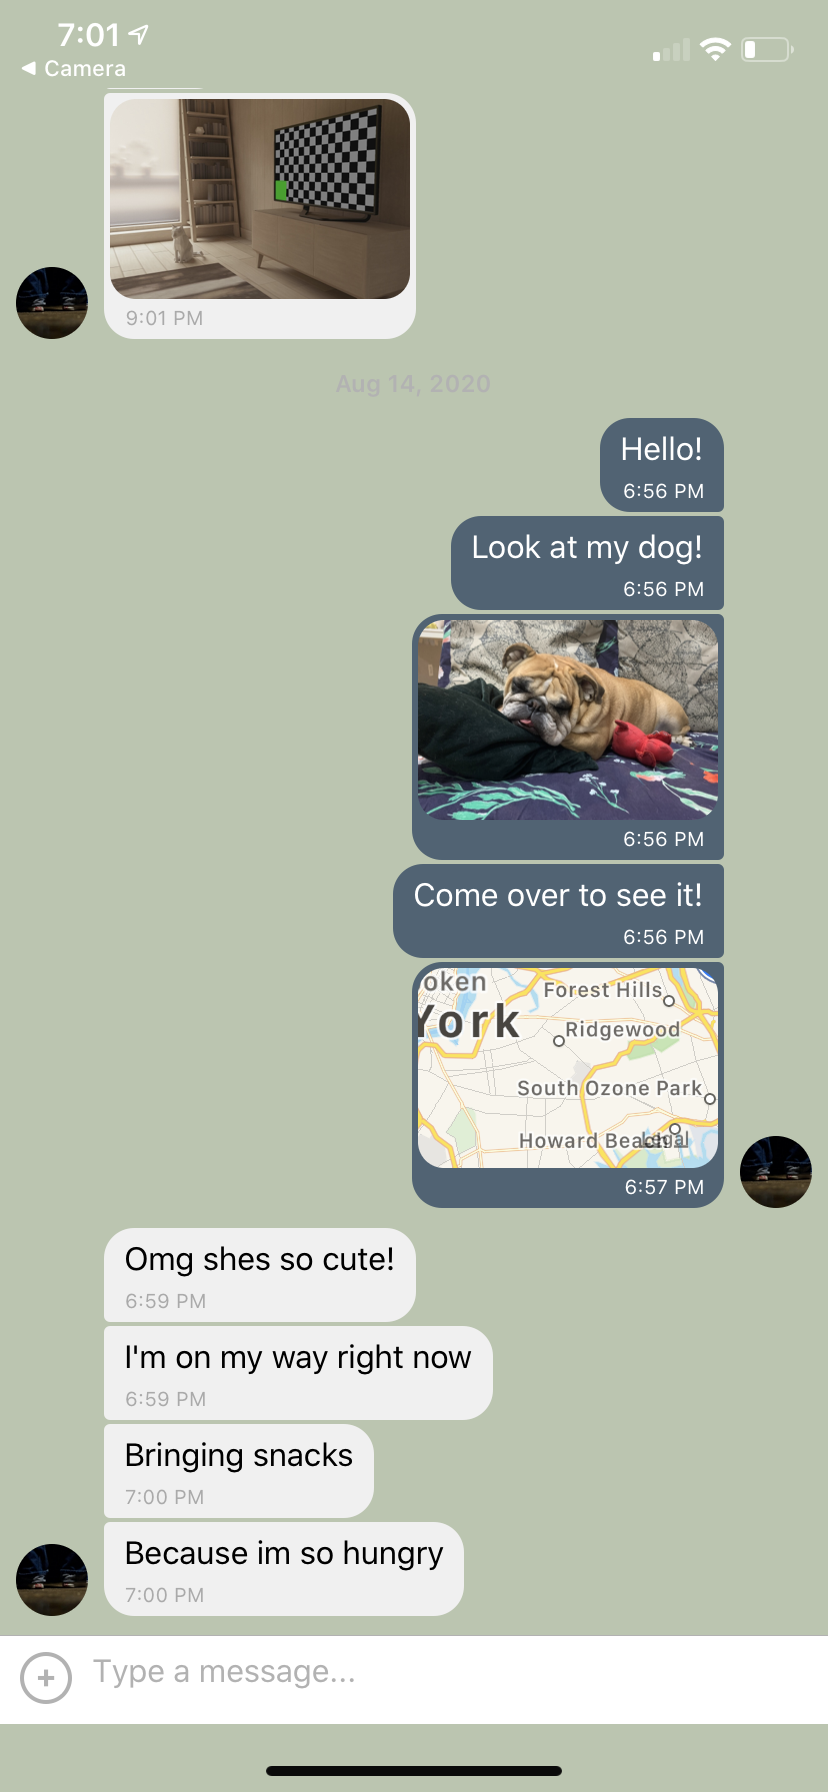 7:01
◀ Camera
9:01 PM
Aug 14, 2020
Hello!
6:56 PM
Look at my dog!
6:56 PM
6:56 PM
Come over to see it!
6:56 PM
oken
York
Forest Hills
Ridgewood
South Ozone Park
Howard Beach
Legal
6:57 PM
Omg shes so cute!
6:59 PM
I'm on my way right now
6:59 PM
Bringing snacks
7:00 PM
Because im so hungry
7:00 PM
Type a message...